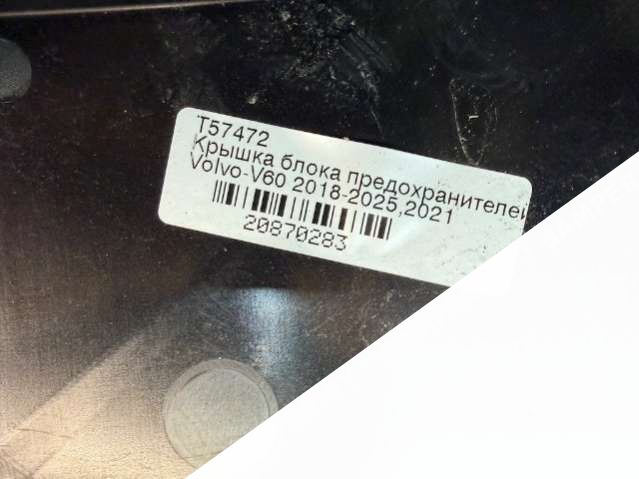 T57472
Крышка блока предохранителей
Volvo-V60 2018-2025,2021
20870283